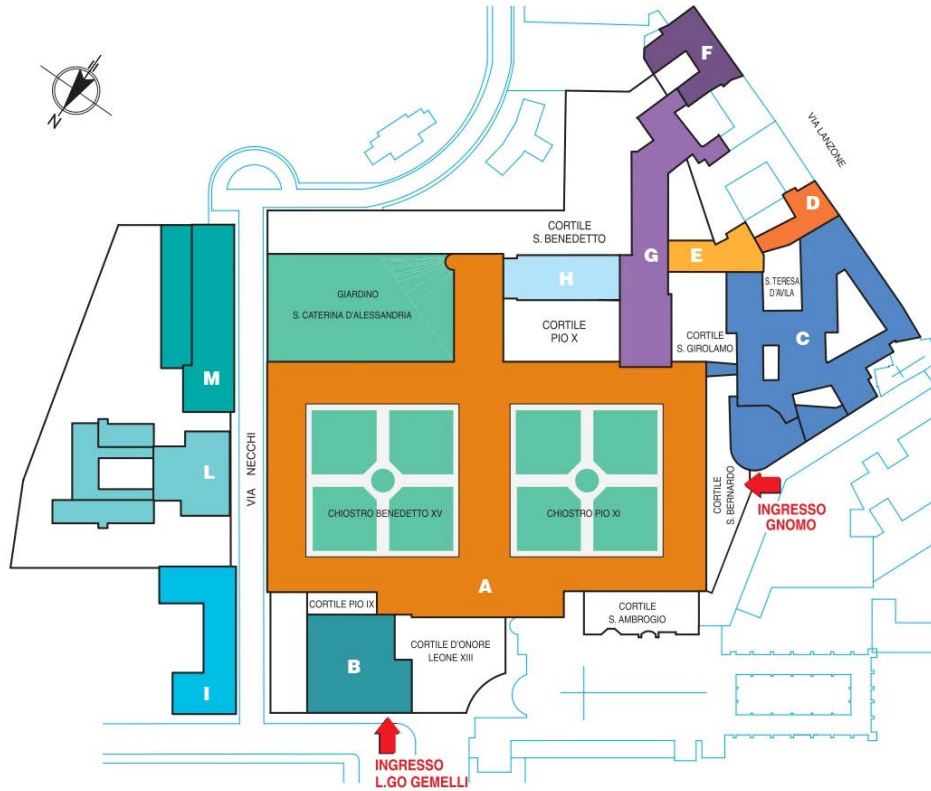 F
VIA LANZONE
N
D
CORTILE
S. BENEDETTO
G
E
H
S. TERESA
D'AVILA
GIARDINO
S. CATERINA D'ALESSANDRIA
CORTILE
PIO X
CORTILE
S. GIROLAMO
C
M
VIA NECCHI
L
CHIOSTRO BENEDETTO XV
CHIOSTRO PIO XI
CORTILE
S. BERNARDO
INGRESSO
GNOMO
A
CORTILE PIO IX
CORTILE
S. AMBROGIO
CORTILE D'ONORE
LEONE XIII
B
I
INGRESSO
L.GO GEMELLI